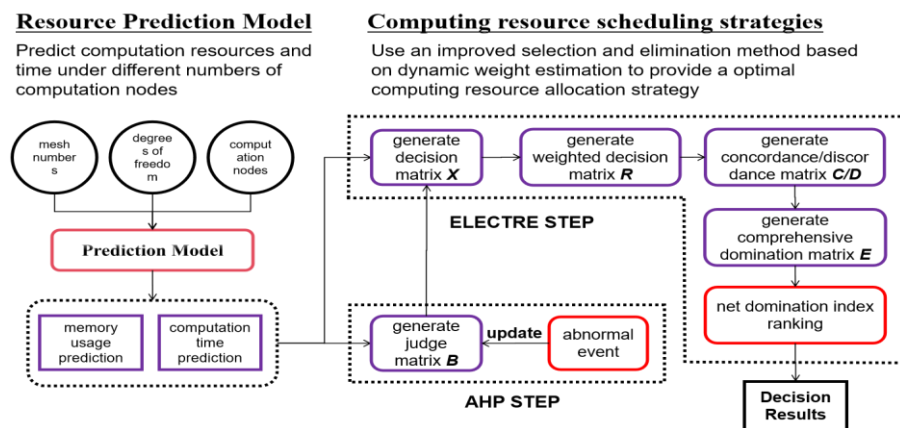 Resource Prediction Model
Predict computation resources and
time under different numbers of
computation nodes
Computing resource scheduling strategies
Use an improved selection and elimination method based
on dynamic weight estimation to provide a optimal
computing resource allocation strategy
mesh
number
s
degree
s of
freedo
m
comput
ation
nodes
Prediction Model
memory
usage
prediction
computation
time
prediction
generate
decision
matrix X
generate
weighted decision
matrix R
generate
concordance/discor
dance matrix C/D
ELECTRE STEP
generate
comprehensive
domination matrix E
net domination index
ranking
generate
judge
matrix B
update
abnormal
event
AHP STEP
Decision
Results